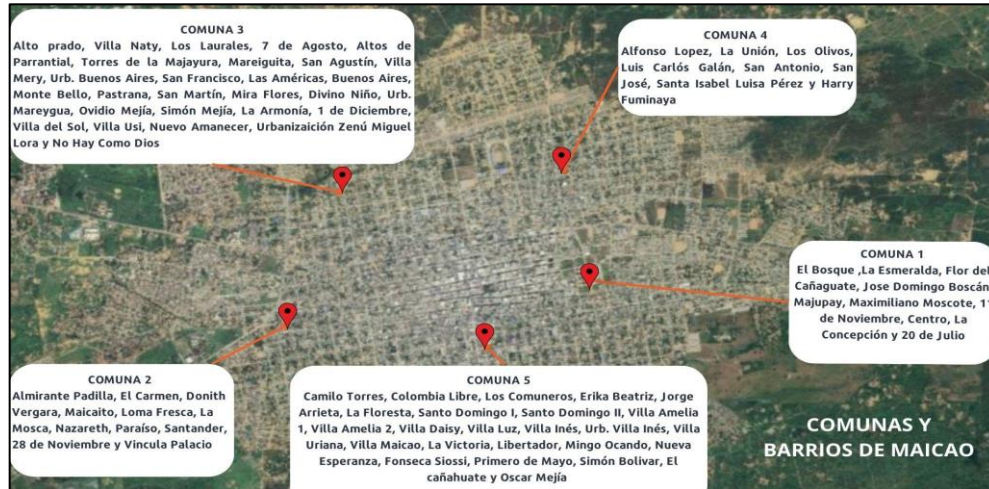 COMUNA 3
Alto prado, Villa Naty, Los Laurales, 7 de Agosto, Altos de
Parrantial, Torres de la Majayura, Mareiguita, San Agustín, Villa
Mery, Urb. Buenos Aires, San Francisco, Las Américas, Buenos Aires,
Monte Bello, Pastrana, San Martín, Mira Flores, Divino Niño, Urb.
Mareygua, Ovidio Mejía, Simón Mejía, La Armonía, 1 de Diciembre,
Villa del Sol, Villa Usi, Nuevo Amanecer, Urbanizaición Zenú Miguel
Lora y No Hay Como Dios
COMUNA 4
Alfonso Lopez, La Unión, Los Olivos,
Luis Carlós Galán, San Antonio, San
José, Santa Isabel Luisa Pérez y Harry
Fuminaya
COMUNA 1
El Bosque ,La Esmeralda, Flor del
Cañaguate, Jose Domingo Boscán,
Majupay, Maximiliano Moscote, 11
de Noviembre, Centro, La
Concepción y 20 de Julio
COMUNA 2
Almirante Padilla, El Carmen, Donith
Vergara, Maicaito, Loma Fresca, La
Mosca, Nazareth, Paraíso, Santander,
28 de Noviembre y Vincula Palacio
COMUNA 5
Camilo Torres, Colombia Libre, Los Comuneros, Erika Beatriz, Jorge
Arrieta, La Floresta, Santo Domingo I, Santo Domingo II, Villa Amelia
1, Villa Amelia 2, Villa Daisy, Villa Luz, Villa Inés, Urb. Villa Inés, Villa
Uriana, Villa Maicao, La Victoria, Libertador, Mingo Ocando, Nueva
Esperanza, Fonseca Siossi, Primero de Mayo, Simón Bolivar, El
cañahuate y Oscar Mejía
COMUNAS Y
BARRIOS DE MAICAO